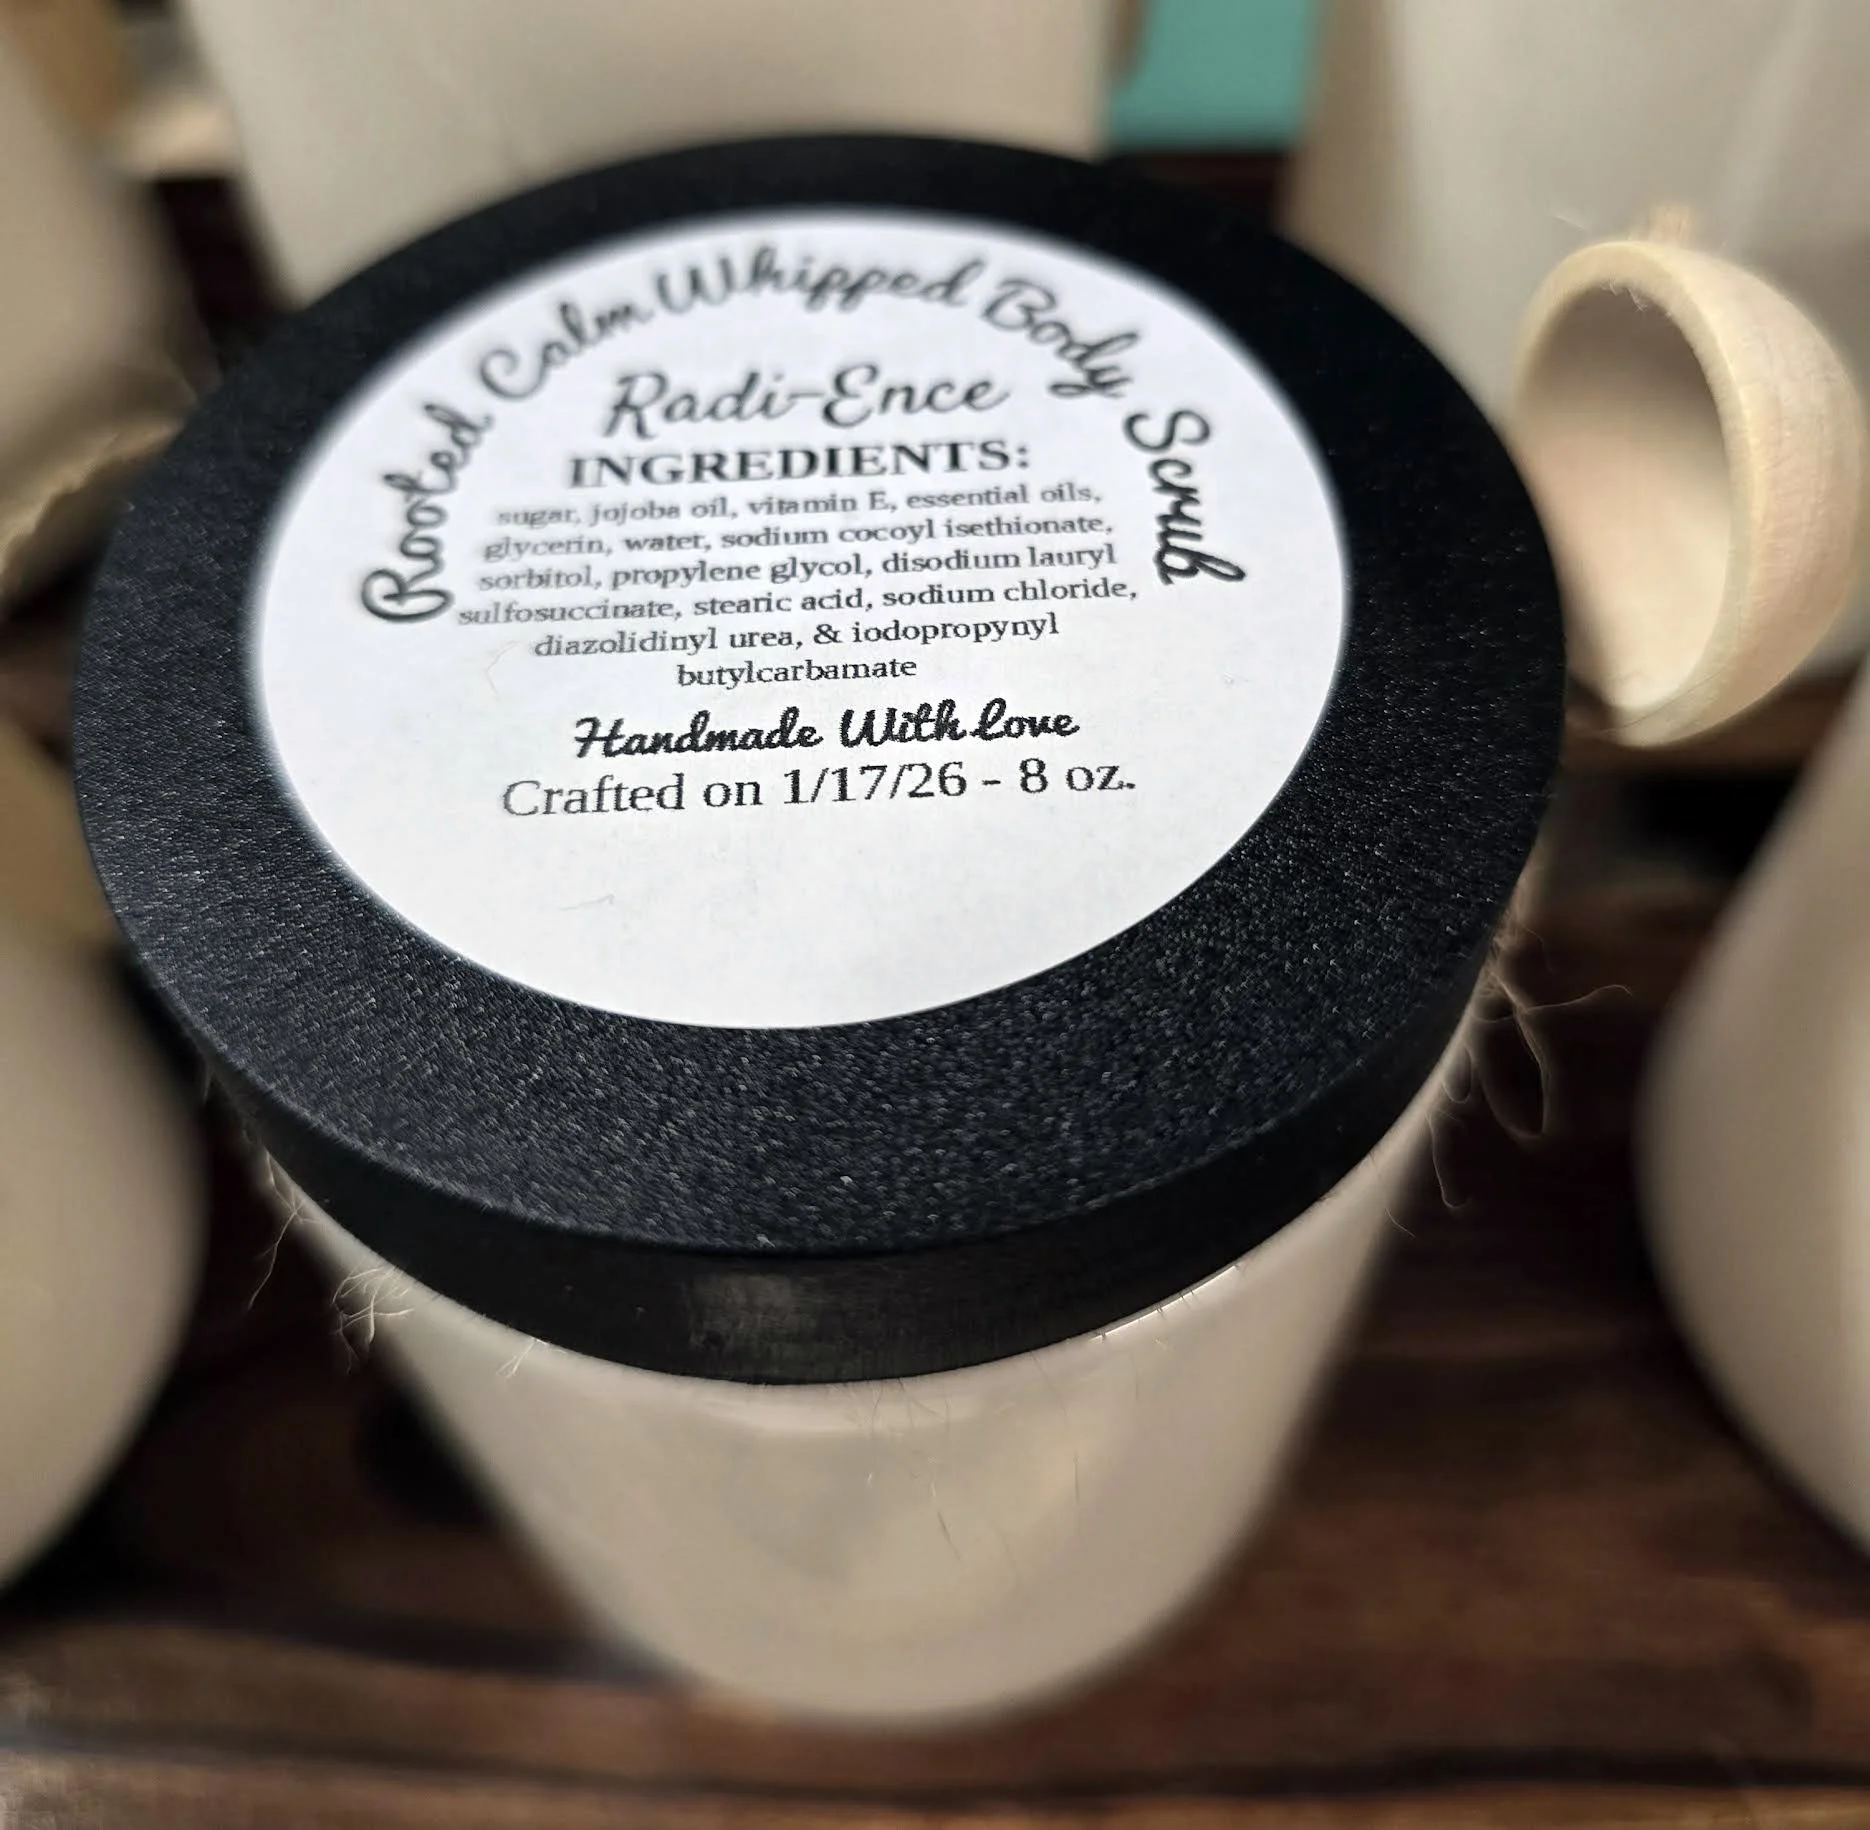 Rooted Calm Whipped Body Scrub
Radi-Ence
INGREDIENTS:
sugar, jojoba oil, vitamin E, essential oils,
glycerin, water, sodium cocoyl isethionate,
sorbitol, propylene glycol, disodium lauryl
sulfosuccinate, stearic acid, sodium chloride,
diazolidinyl urea, & iodopropynyl
butylcarbamate
Handmade With Love
Crafted on 1/17/26 - 8 oz.